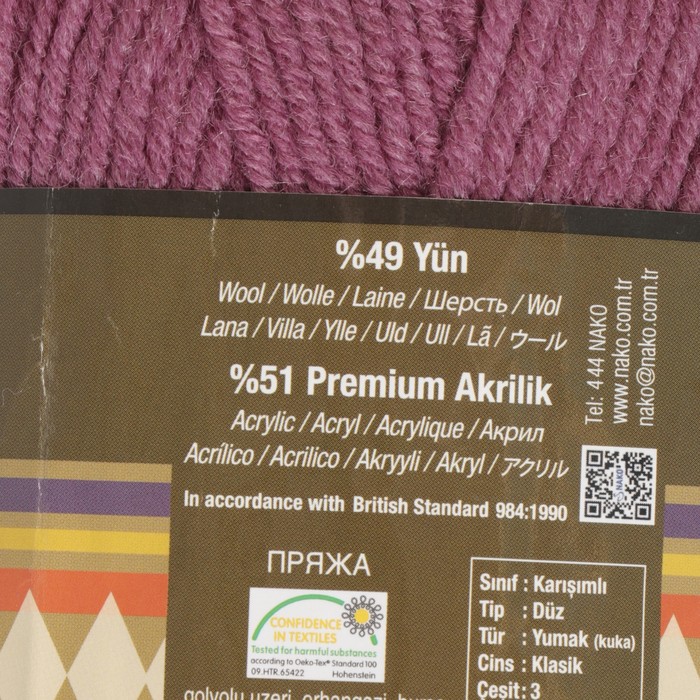 %49 Yün
Wool / Wolle / Laine / Шерсть / Wol
Lana / Villa / Ylle / Uld / Ull / Lã / ウール
%51 Premium Akrilik
Acrylic / Acryl / Acrylique / Акрил
Acrílico / Acrilico / Akryyli / Akryl / アクリル
In accordance with British Standard 984:1990
Tel: 444 NAKO
www.nako.com.tr
nako@nako.com.tr
NAKO
ПРЯЖА
CONFIDENCE
IN TEXTILES
Tested for harmful substances
according to Oeko-Tex® Standard 100
09.HTR.65422 Hohenstein
Sınıf : Karışımlı
Tip : Düz
Tür : Yumak (kuka)
Cins : Klasik
Çeşit : 3